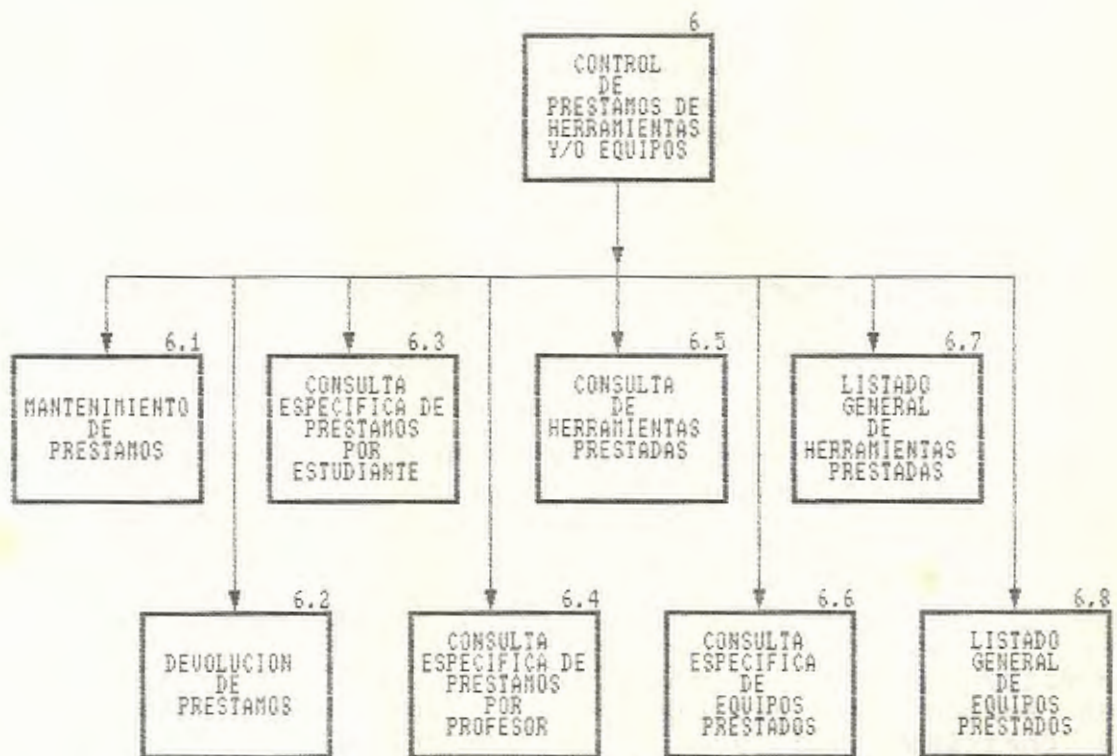 6
CONTROL
DE
PRESTAMOS DE
HERRAMIENTAS
Y/O EQUIPOS
6.1
MANTENIMIENTO
DE
PRESTAMOS
6.3
CONSULTA
ESPECIFICA DE
PRESTAMOS
POR
ESTUDIANTE
6.5
CONSULTA
DE
HERRAMIENTAS
PRESTADAS
6.7
LISTADO
GENERAL
DE
HERRAMIENTAS
PRESTADAS
6.2
DEVOLUCION
DE
PRESTAMOS
6.4
CONSULTA
ESPECIFICA DE
PRESTAMOS
POR
PROFESOR
6.6
CONSULTA
ESPECIFICA
DE
EQUIPOS
PRESTADOS
6.8
LISTADO
GENERAL
DE
EQUIPOS
PRESTADOS